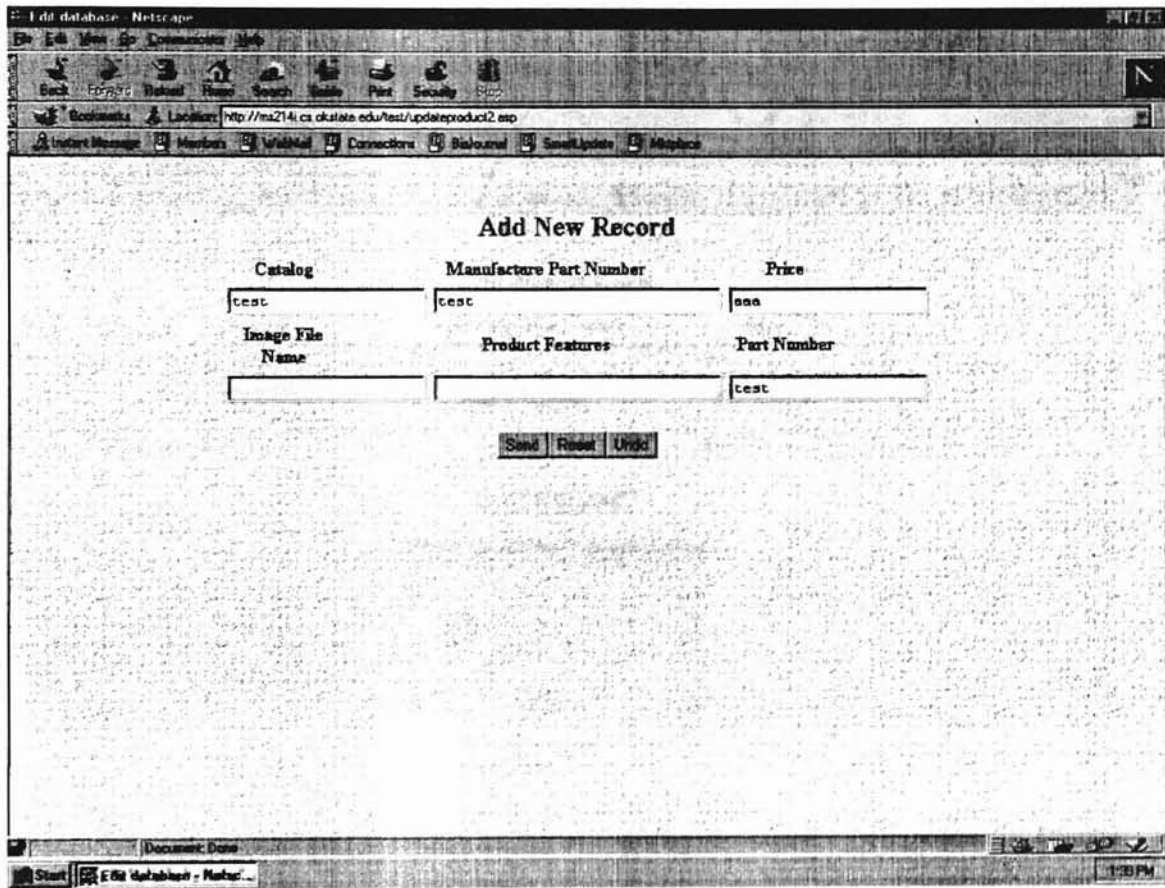 Edit database - Netscape
File Edit View Go Communicator Help
Back Forward Reload Home Search Guide Print Security Stop
N
Bookmarks Location: http://ms214i.cs.okstate.edu/test/updateproduct2.asp
Instant Message Members WebMail Connections BizJournal SmartUpdate Mktplace
Add New Record
Catalog Manufacture Part Number Price
test test aaa
Image File
Name Product Features Part Number
test
Send Reset Undo
Document: Done
Start Edit database - Netsc... 1:39 PM